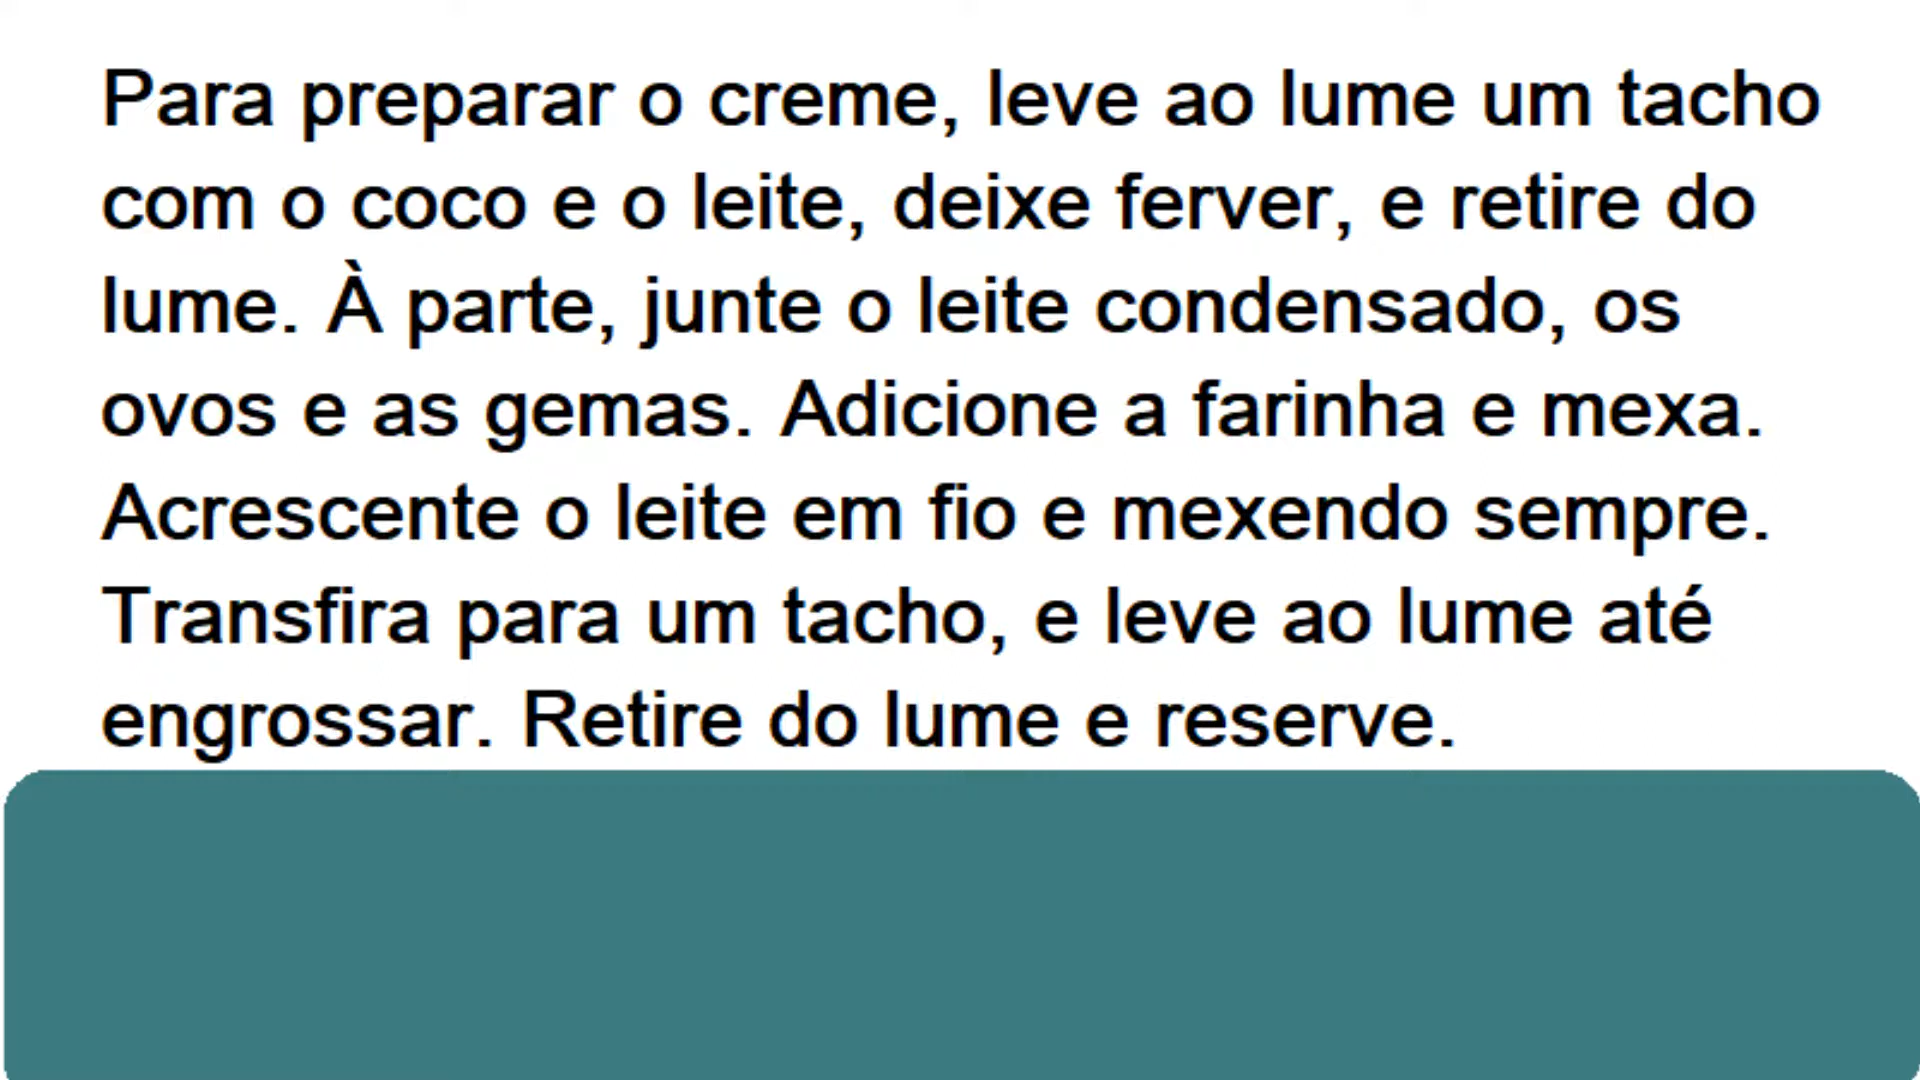 Para preparar o creme, leve ao lume um tacho
com o coco e o leite, deixe ferver, e retire do
lume. À parte, junte o leite condensado, os
ovos e as gemas. Adicione a farinha e mexa.
Acrescente o leite em fio e mexendo sempre.
Transfira para um tacho, e leve ao lume até
engrossar. Retire do lume e reserve.